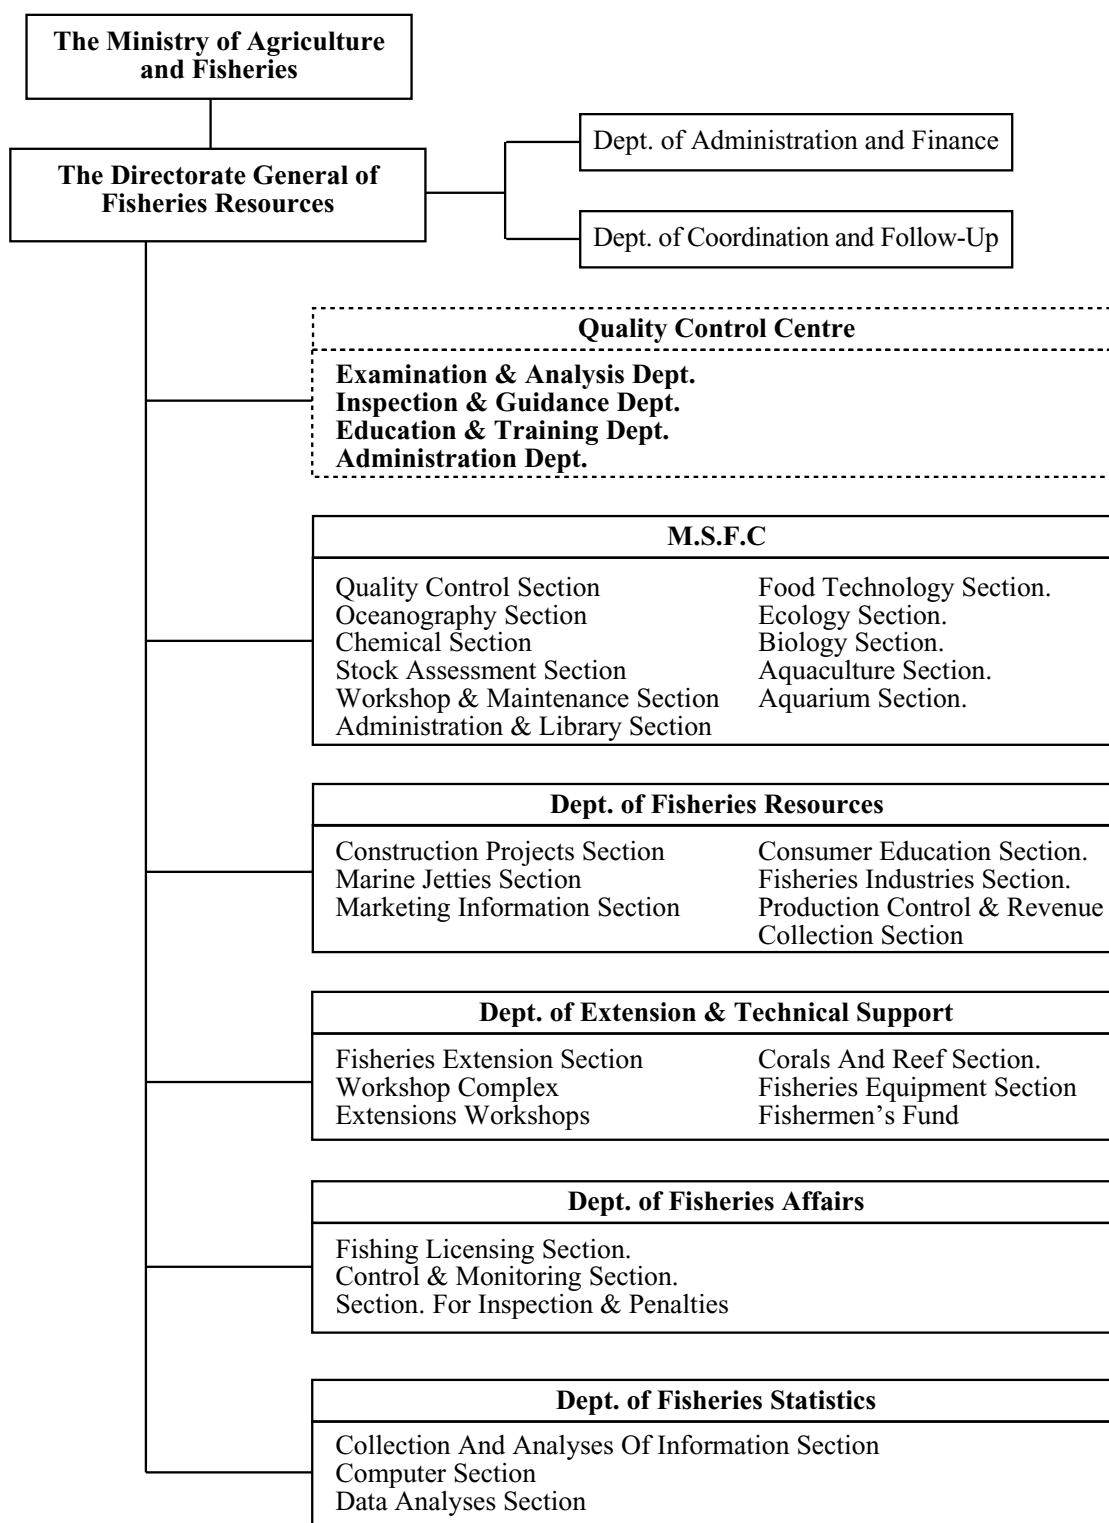 The Ministry of Agriculture
and Fisheries
The Directorate General of
Fisheries Resources
Dept. of Administration and Finance
Dept. of Coordination and Follow-Up
Quality Control Centre
Examination & Analysis Dept.
Inspection & Guidance Dept.
Education & Training Dept.
Administration Dept.
M.S.F.C
Quality Control Section
Oceanography Section
Chemical Section
Stock Assessment Section
Workshop & Maintenance Section
Administration & Library Section
Food Technology Section.
Ecology Section.
Biology Section.
Aquaculture Section.
Aquarium Section.
Dept. of Fisheries Resources
Construction Projects Section
Marine Jetties Section
Marketing Information Section
Consumer Education Section.
Fisheries Industries Section.
Production Control & Revenue
Collection Section
Dept. of Extension & Technical Support
Fisheries Extension Section
Workshop Complex
Extensions Workshops
Corals And Reef Section.
Fisheries Equipment Section
Fishermen’s Fund
Dept. of Fisheries Affairs
Fishing Licensing Section.
Control & Monitoring Section.
Section. For Inspection & Penalties
Dept. of Fisheries Statistics
Collection And Analyses Of Information Section
Computer Section
Data Analyses Section